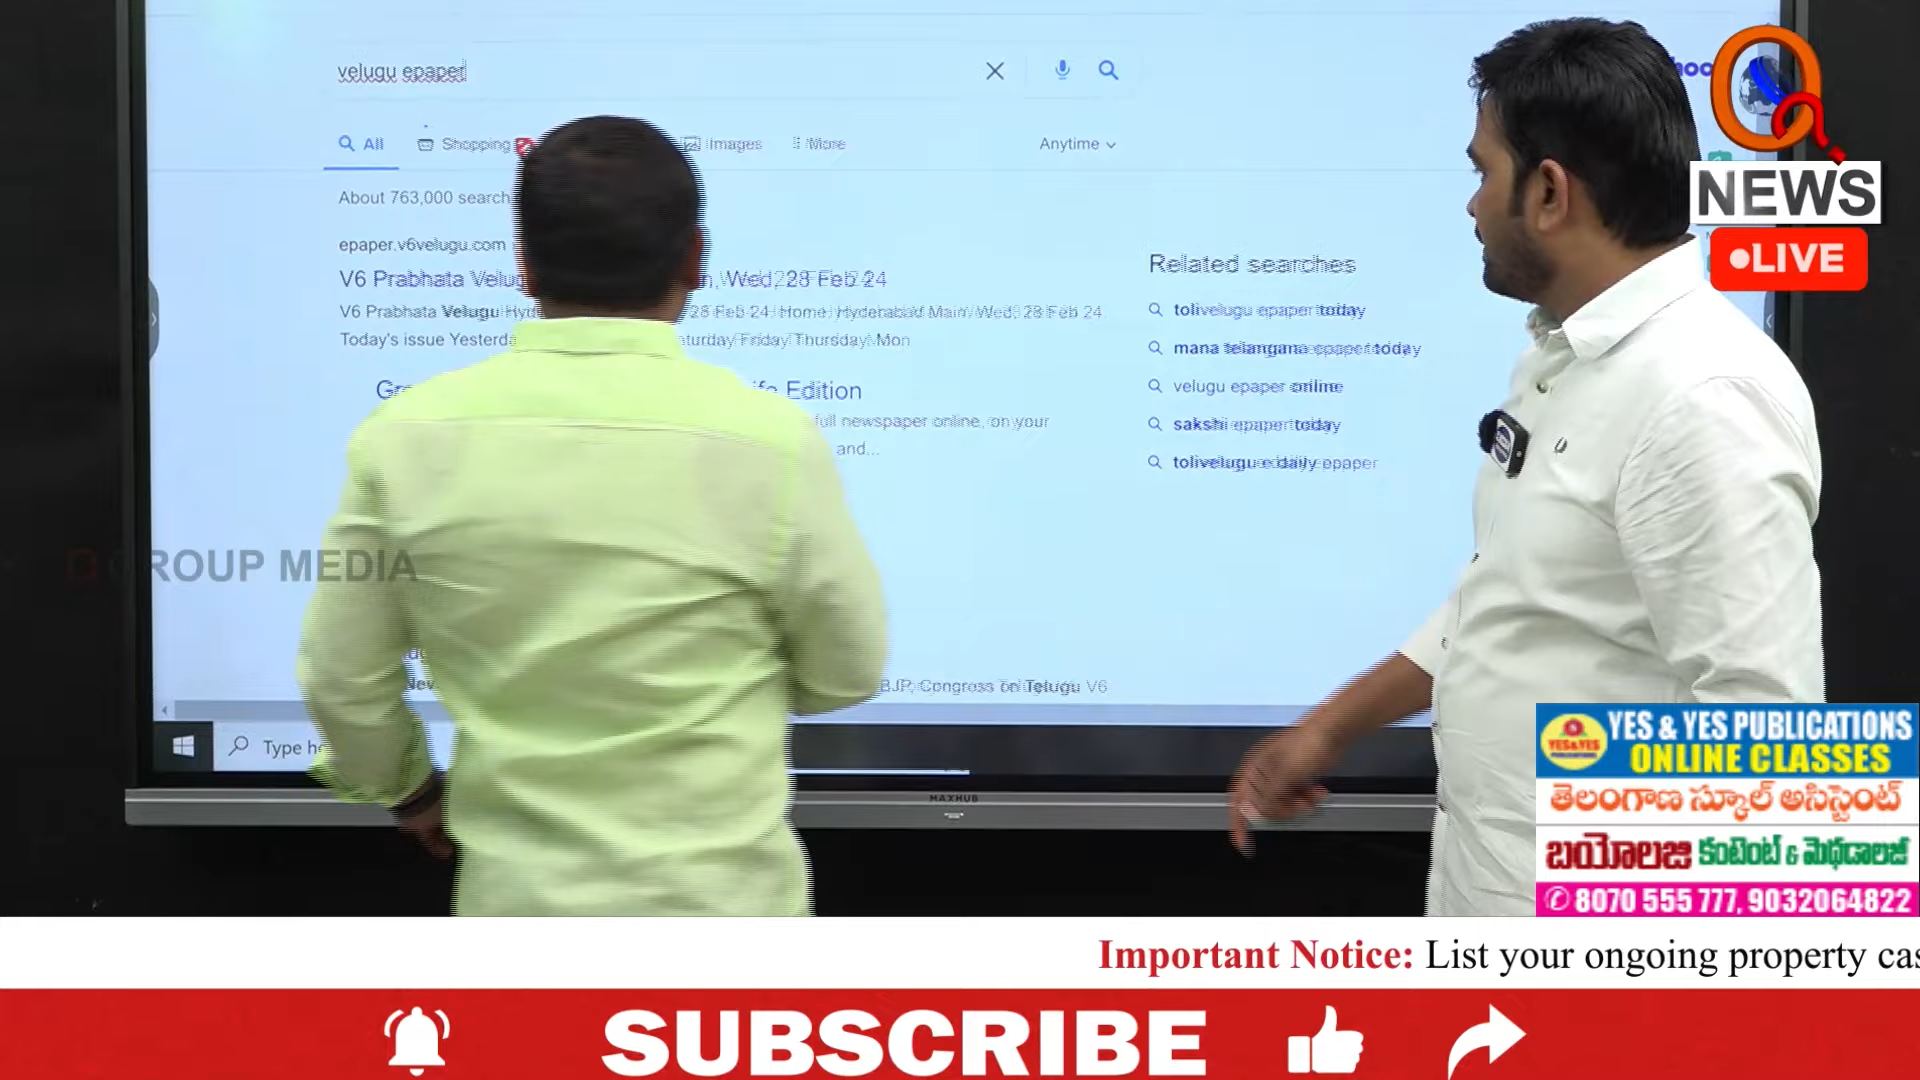 velugu epaper
All Shopping Images More Anytime
About 763,000 search
epaper.v6velugu.com
V6 Prabhata Velug Wed, 28 Feb 24
V6 Prabhata Velugu Hyd 28 Feb 24 Home, Hyderabad Main, Wed, 28 Feb 24
Today's issue Yesterda aturday Friday Thursday Mon
Edition
full newspaper online, on your
and...
BJP, Congress on Telugu V6
Related searches
tolivelugu epaper today
mana telangana epaper today
velugu epaper online
sakshi epaper today
tolivelugu e daily epaper
Type he
MAXHUB
GROUP MEDIA
Q
NEWS
LIVE
YES & YES PUBLICATIONS
ONLINE CLASSES
YES&YES
తెలంగాణ స్కూల్ అసిస్టెంట్
బయోలజి కంటెంట్ & మెథడాలజీ
8070 555 777, 9032064822
Important Notice: List your ongoing property cas
SUBSCRIBE